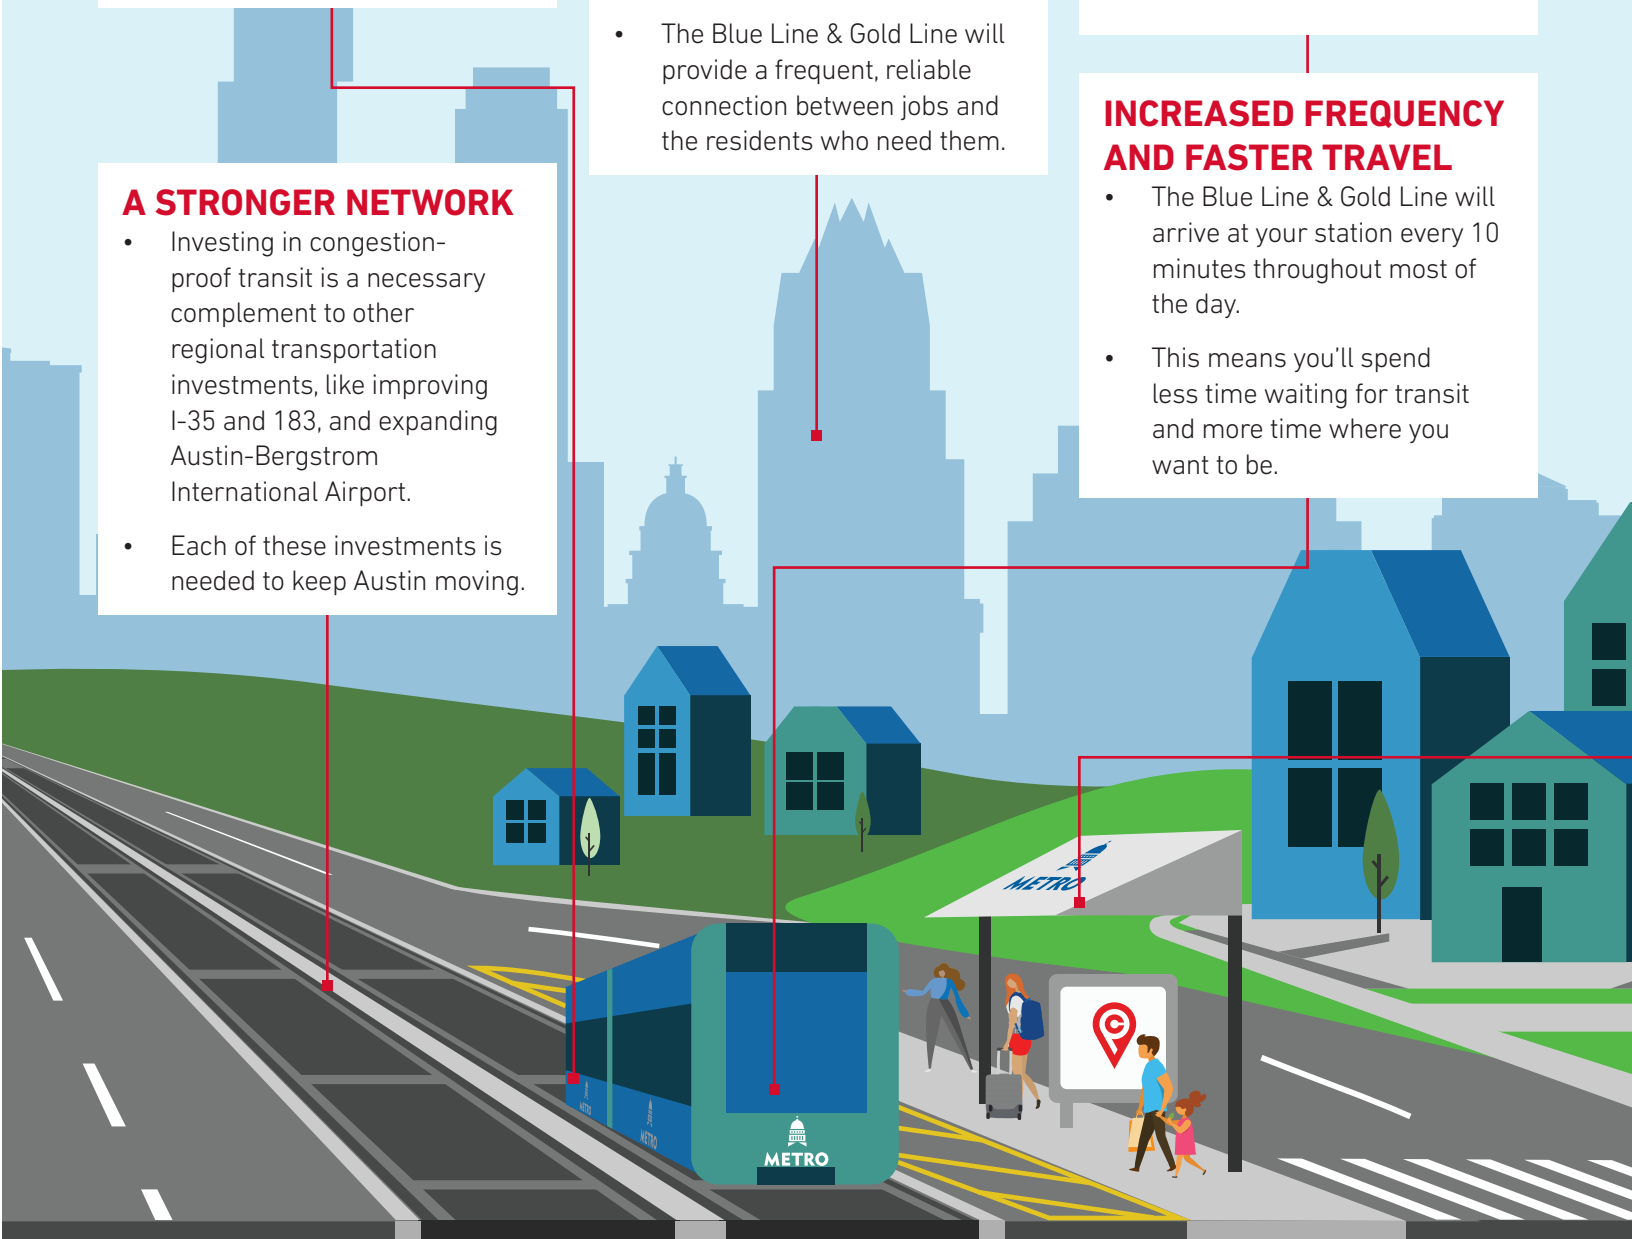 A STRONGER NETWORK
• Investing in congestion-
proof transit is a necessary
complement to other
regional transportation
investments, like improving
I-35 and 183, and expanding
Austin-Bergstrom
International Airport.
• Each of these investments is
needed to keep Austin moving.
• The Blue Line & Gold Line will
provide a frequent, reliable
connection between jobs and
the residents who need them.
INCREASED FREQUENCY
AND FASTER TRAVEL
• The Blue Line & Gold Line will
arrive at your station every 10
minutes throughout most of
the day.
• This means you’ll spend
less time waiting for transit
and more time where you
want to be.
METRO
C
METRO
METRO
METRO